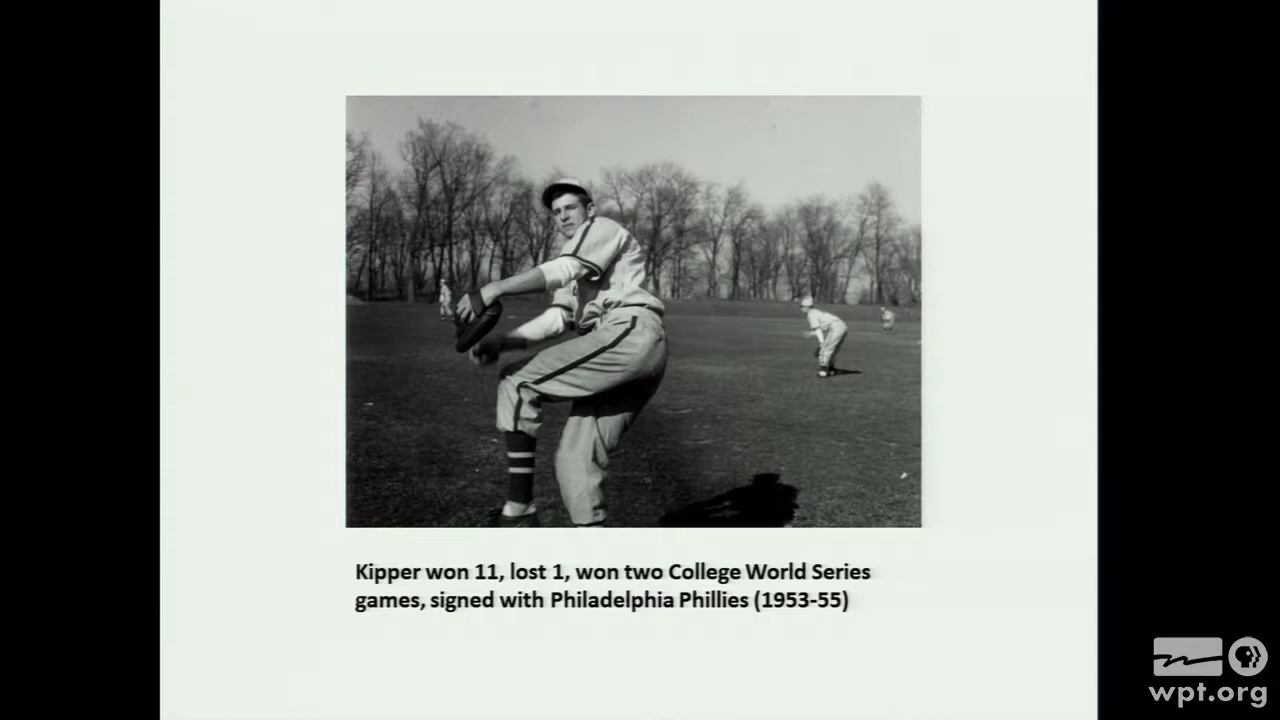 Kipper won 11, lost 1, won two College World Series
games, signed with Philadelphia Phillies (1953-55)
wpt.org